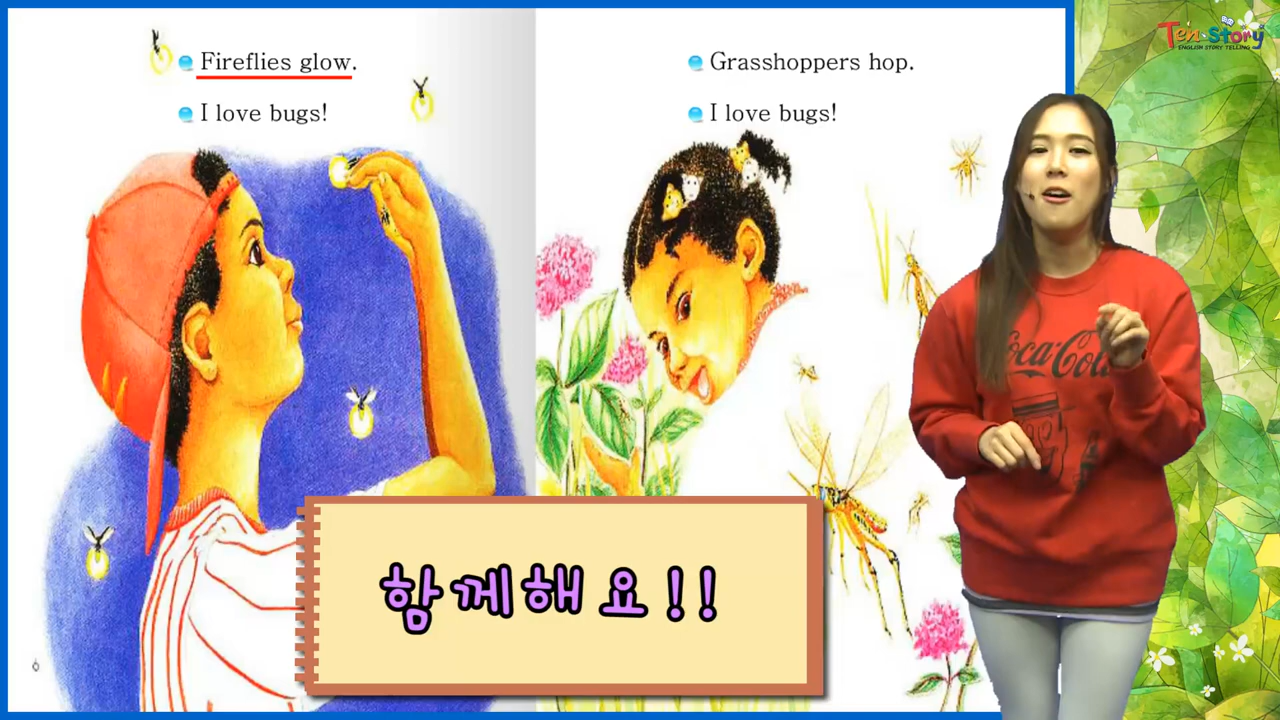 Fireflies glow.
I love bugs!
Grasshoppers hop.
I love bugs!
Ten Story
ENGLISH STORY TELLING
Coca-Cola
함께해요!!